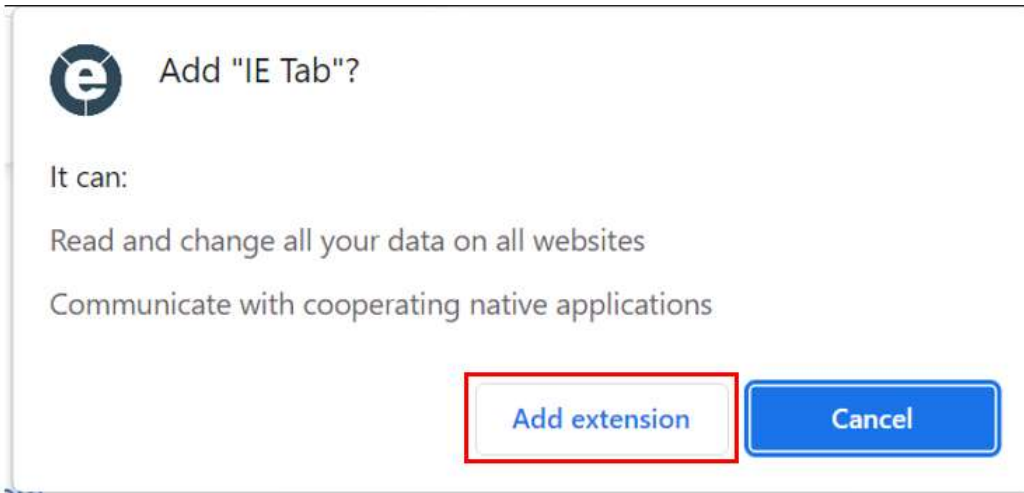 Add "IE Tab"?
It can:
Read and change all your data on all websites
Communicate with cooperating native applications
Add extension
Cancel